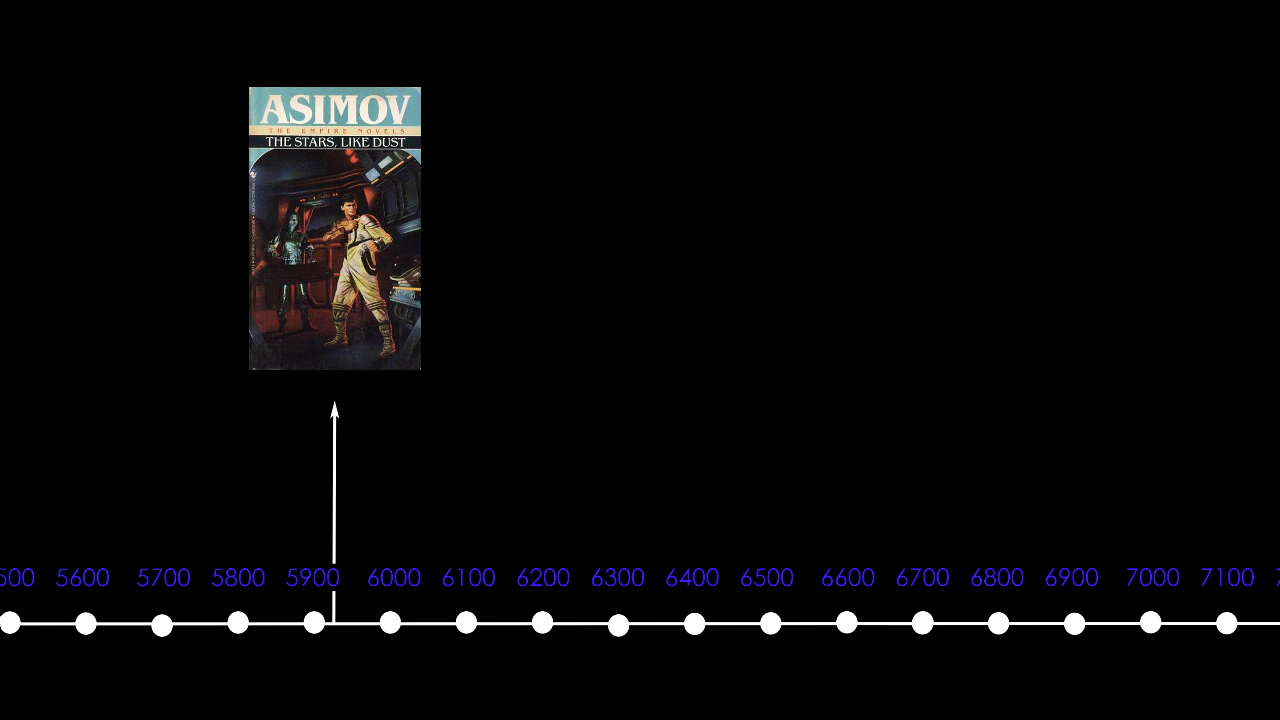 ASIMOV
THE EMPIRE NOVELS
THE STARS, LIKE DUST
5600 5700 5800 5900 6000 6100 6200 6300 6400 6500 6600 6700 6800 6900 7000 7100